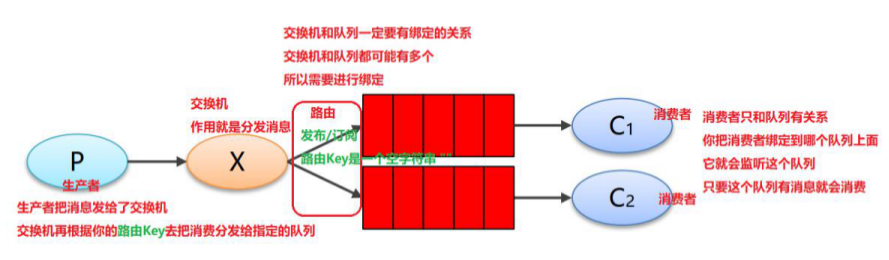 交换机和队列一定要有绑定的关系
交换机和队列都可能有多个
所以需要进行绑定
交换机
作用就是分发消息
路由
发布/订阅
路由Key是一个空字符串 ""
P
生产者
X
C1
消费者
C2
消费者
消费者只和队列有关系
你把消费者绑定到哪个队列上面
它就会监听这个队列
只要这个队列有消息就会消费
生产者把消息发给了交换机
交换机再根据你的路由Key去把消费分发给指定的队列